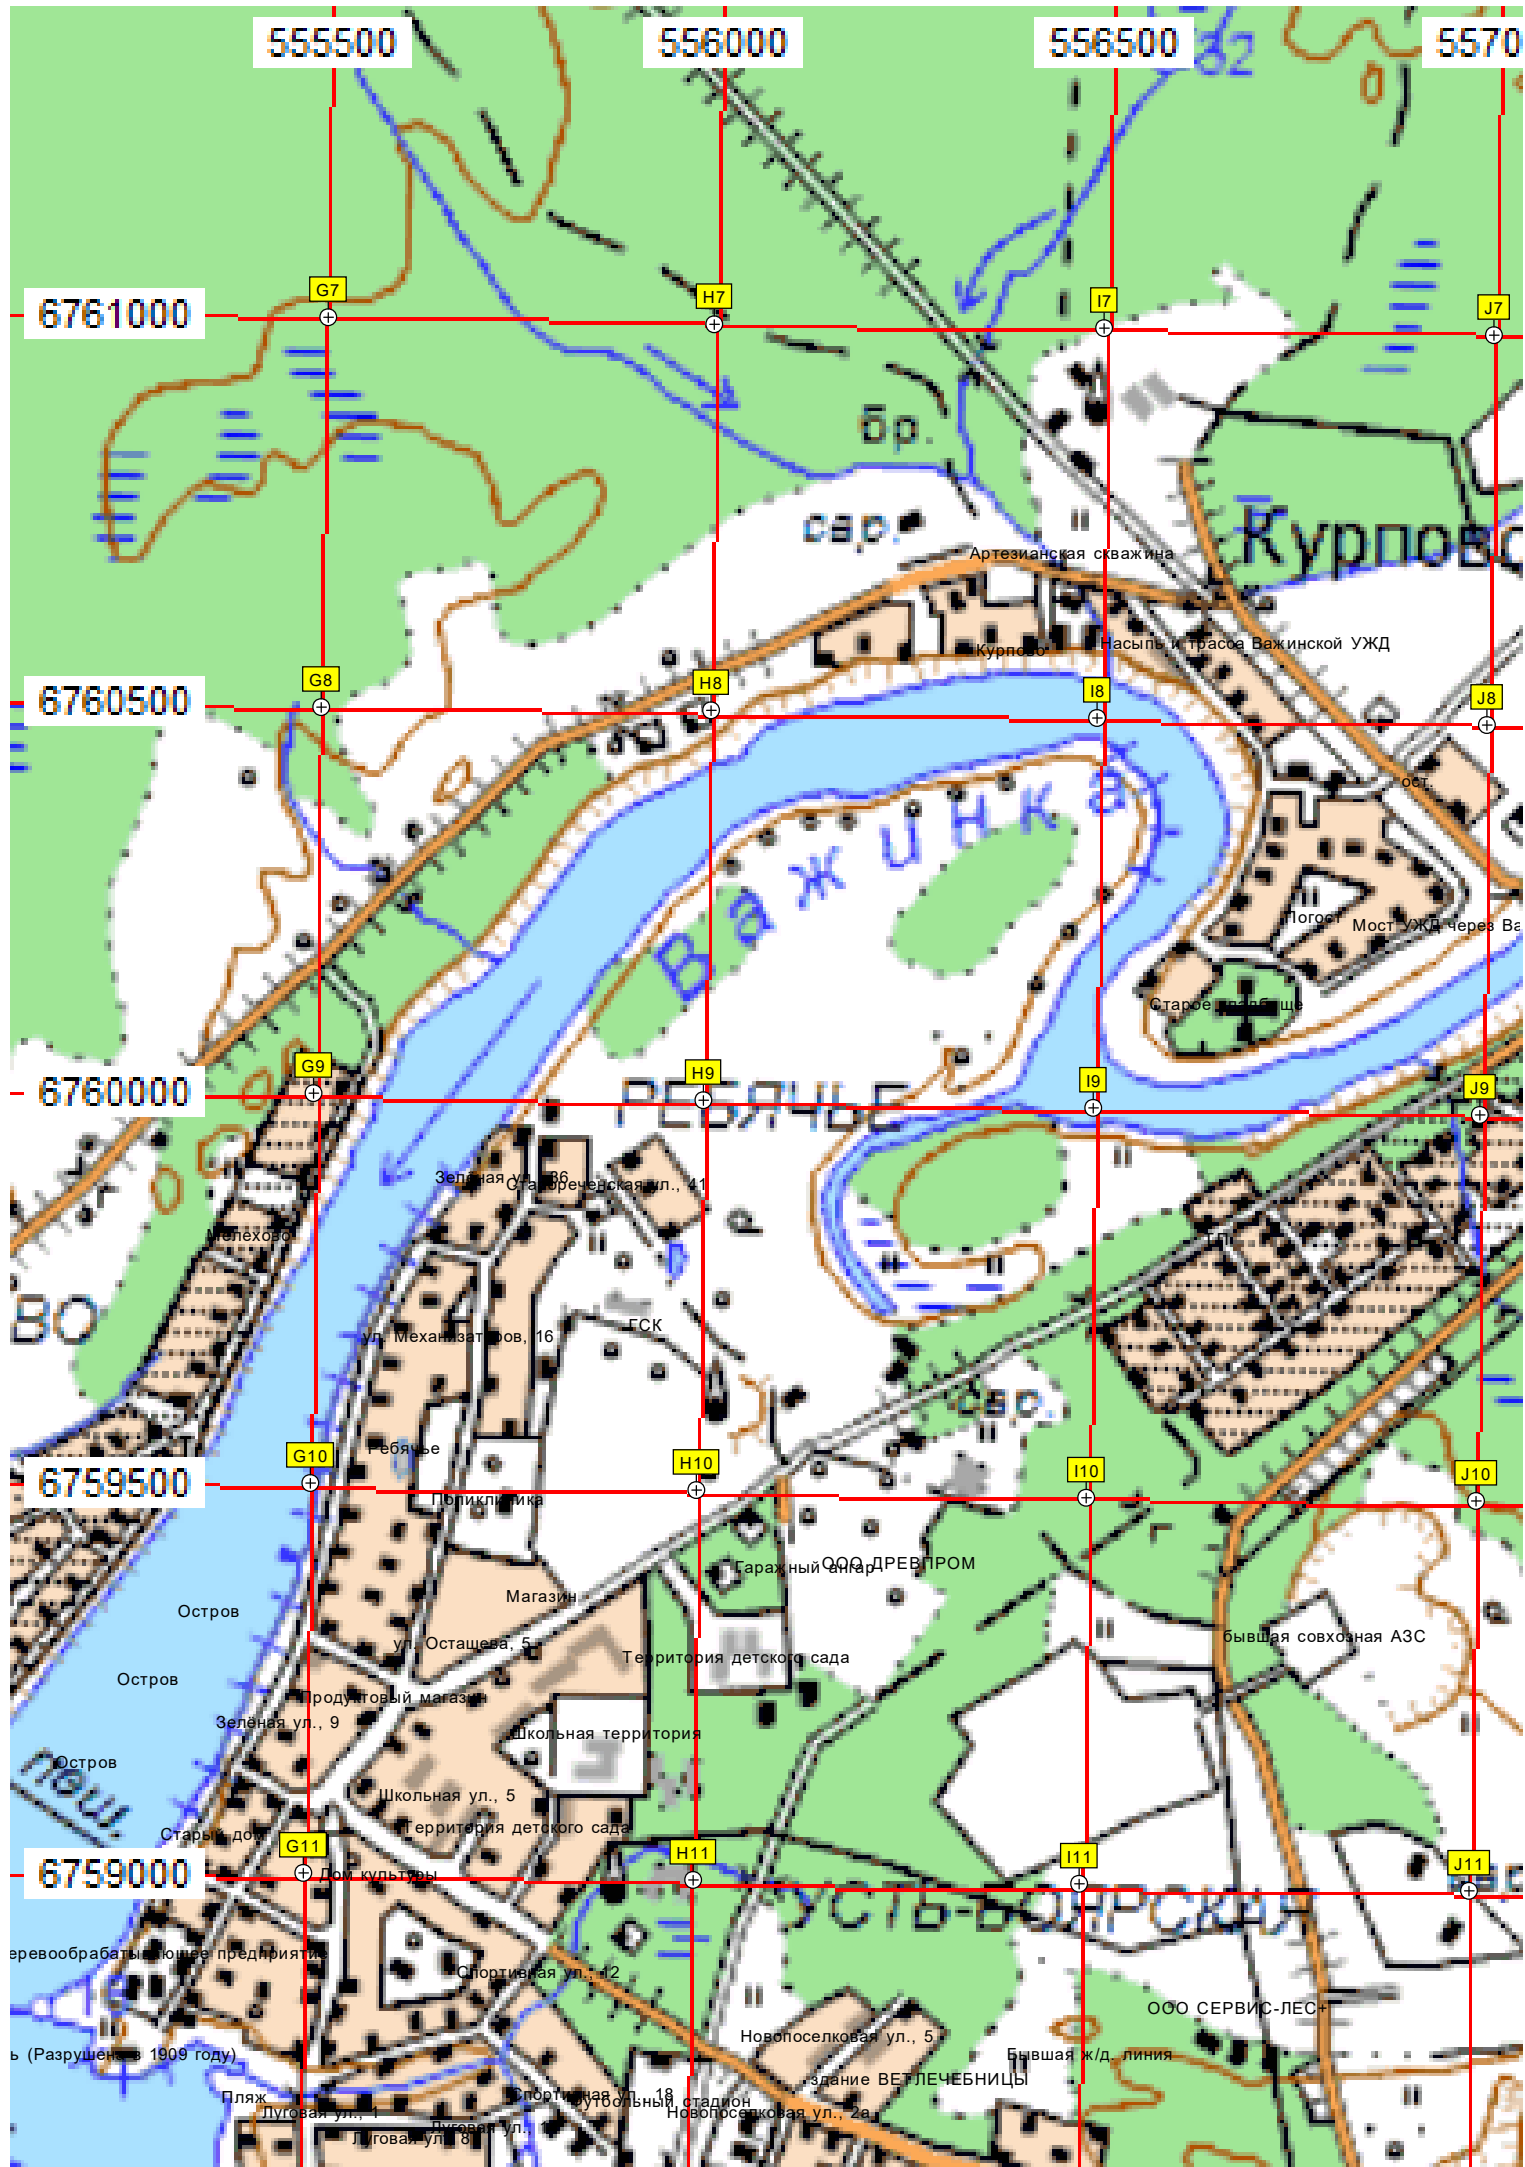 555500 556000 556500 5570
32
G7 H7 I7 J7
6761000
бр.
сар.
Курпово
Артезианская скважина
Курпово
Насыпь и трасса Важинской УЖД
G8 H8 I8 J8
6760500
ост.
Важинка
Погост
Мост УЖД через Ва
Старое кладбище
G9 H9 I9 J9
6760000
РЕБЯЧЬЕ
Зелёная ул., 36
Старореченская ул., 41
р
Мелехово
ВО
ГСК
ул. Механизаторов, 16
сар.
Ребячье
G10 H10 I10 J10
6759500
Поликлиника
Гаражный ангар
ООО ДРЕВПРОМ
Магазин
Остров
бывшая совхозная АЗС
ул. Осташева, 5
Территория детского сада
Остров
Продуктовый магазин
Зелёная ул., 9
Школьная территория
Остров
пош.
Школьная ул., 5
Территория детского сада
Старый дом
G11 H11 I11 J11
6759000
Дом культуры
УСТЬ-БОЯРСКАЯ
еревообрабатывающее предприятие
Спортивная ул., 12
ООО СЕРВИС-ЛЕС+
Новопоселковая ул., 5
ь (Разрушена в 1909 году)
Бывшая ж/д. линия
здание ВЕТЛЕЧЕБНИЦЫ
Пляж
Спортивная ул., 18
Футбольный стадион
Луговая ул., 1
Новопоселковая ул., 2а
Луговая ул.,
Луговая ул., 8